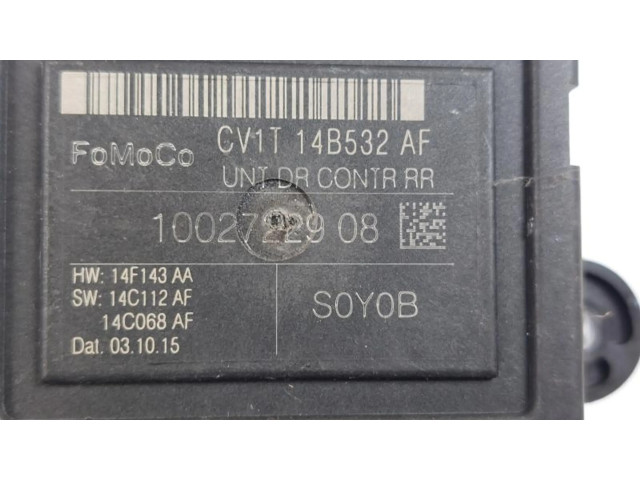 FoMoCo CV1T 14B532 AF
UNT DR CONTR RR
10027229 08
HW: 14F143 AA
SW: 14C112 AF
14C068 AF
Dat. 03.10.15
S0Y0B